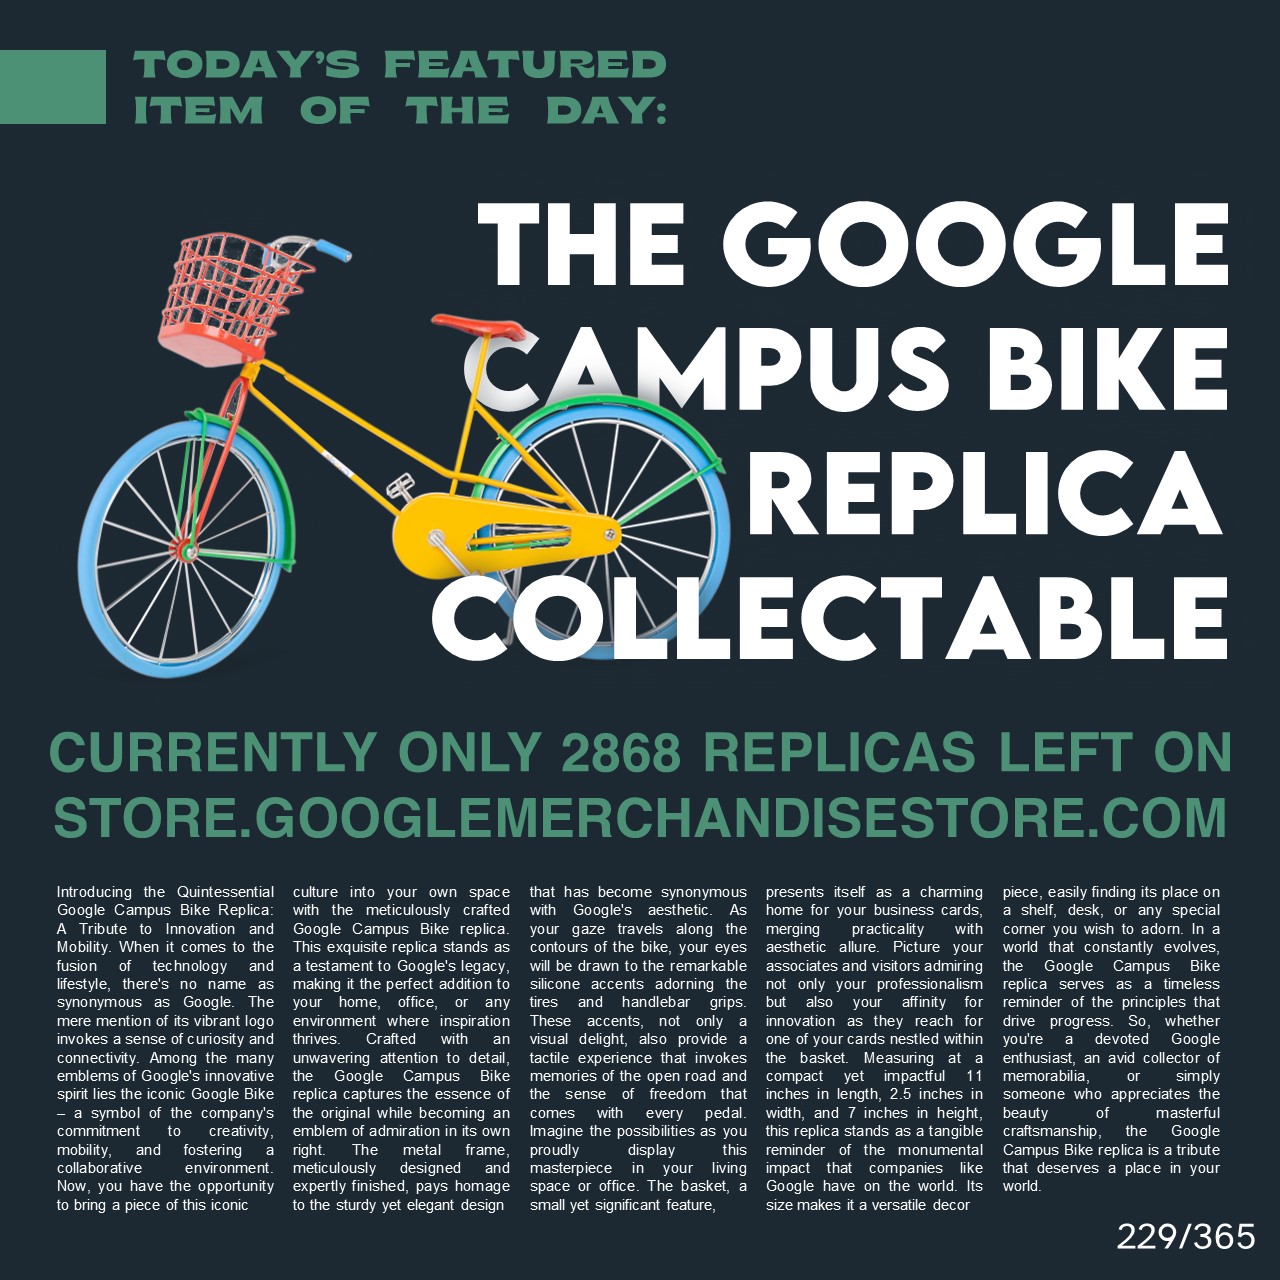 TODAY'S FEATURED
ITEM OF THE DAY:
THE GOOGLE
CAMPUS BIKE
REPLICA
COLLECTABLE
CURRENTLY ONLY 2868 REPLICAS LEFT ON
STORE.GOOGLEMERCHANDISESTORE.COM
Introducing the Quintessential
Google Campus Bike Replica:
A Tribute to Innovation and
Mobility. When it comes to the
fusion of technology and
lifestyle, there's no name as
synonymous as Google. The
mere mention of its vibrant logo
invokes a sense of curiosity and
connectivity. Among the many
emblems of Google's innovative
spirit lies the iconic Google Bike
– a symbol of the company's
commitment to creativity,
mobility, and fostering a
collaborative environment.
Now, you have the opportunity
to bring a piece of this iconic
culture into your own space
with the meticulously crafted
Google Campus Bike replica.
This exquisite replica stands as
a testament to Google's legacy,
making it the perfect addition to
your home, office, or any
environment where inspiration
thrives. Crafted with an
unwavering attention to detail,
the Google Campus Bike
replica captures the essence of
the original while becoming an
emblem of admiration in its own
right. The metal frame,
meticulously designed and
expertly finished, pays homage
to the sturdy yet elegant design
that has become synonymous
with Google's aesthetic. As
your gaze travels along the
contours of the bike, your eyes
will be drawn to the remarkable
silicone accents adorning the
tires and handlebar grips.
These accents, not only a
visual delight, also provide a
tactile experience that invokes
memories of the open road and
the sense of freedom that
comes with every pedal.
Imagine the possibilities as you
proudly display this
masterpiece in your living
space or office. The basket, a
small yet significant feature,
presents itself as a charming
home for your business cards,
merging practicality with
aesthetic allure. Picture your
associates and visitors admiring
not only your professionalism
but also your affinity for
innovation as they reach for
one of your cards nestled within
the basket. Measuring at a
compact yet impactful 11
inches in length, 2.5 inches in
width, and 7 inches in height,
this replica stands as a tangible
reminder of the monumental
impact that companies like
Google have on the world. Its
size makes it a versatile decor
piece, easily finding its place on
a shelf, desk, or any special
corner you wish to adorn. In a
world that constantly evolves,
the Google Campus Bike
replica serves as a timeless
reminder of the principles that
drive progress. So, whether
you're a devoted Google
enthusiast, an avid collector of
memorabilia, or simply
someone who appreciates the
beauty of masterful
craftsmanship, the Google
Campus Bike replica is a tribute
that deserves a place in your
world.
229/365